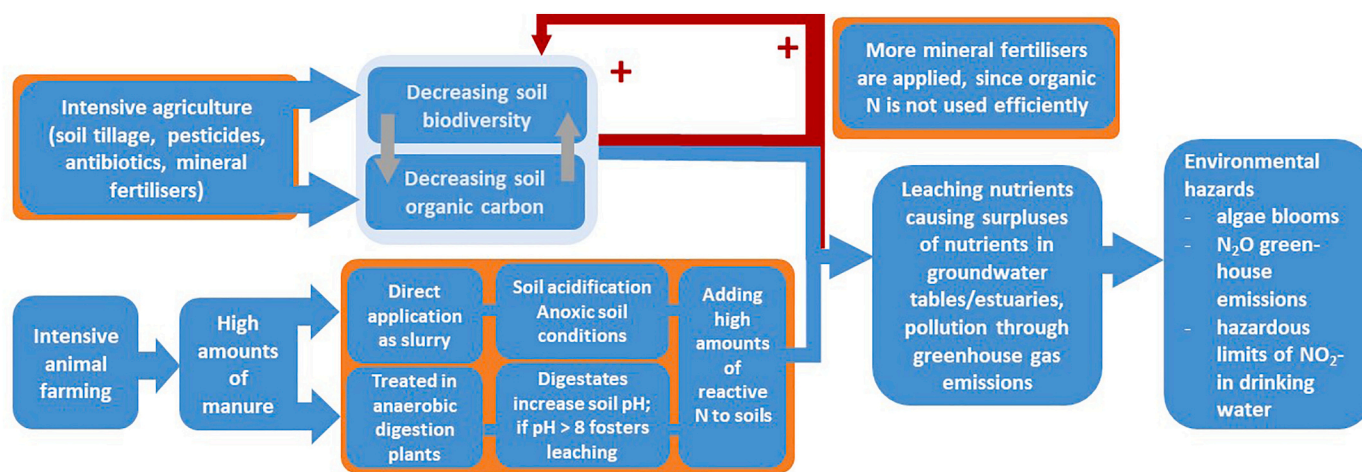 Intensive agriculture
(soil tillage, pesticides,
antibiotics, mineral
fertilisers)
Decreasing soil
biodiversity
Decreasing soil
organic carbon
+
+
More mineral fertilisers
are applied, since organic
N is not used efficiently
Intensive
animal
farming
High
amounts
of
manure
Direct
application
as slurry
Soil acidification
Anoxic soil
conditions
Treated in
anaerobic
digestion
plants
Digestates
increase soil pH;
if pH > 8 fosters
leaching
Adding
high
amounts
of
reactive
N to soils
Leaching nutrients
causing surpluses
of nutrients in
groundwater
tables/estuaries,
pollution through
greenhouse gas
emissions
Environmental
hazards
- algae blooms
- N₂O green-
house
emissions
- hazardous
limits of NO₂-
in drinking
water